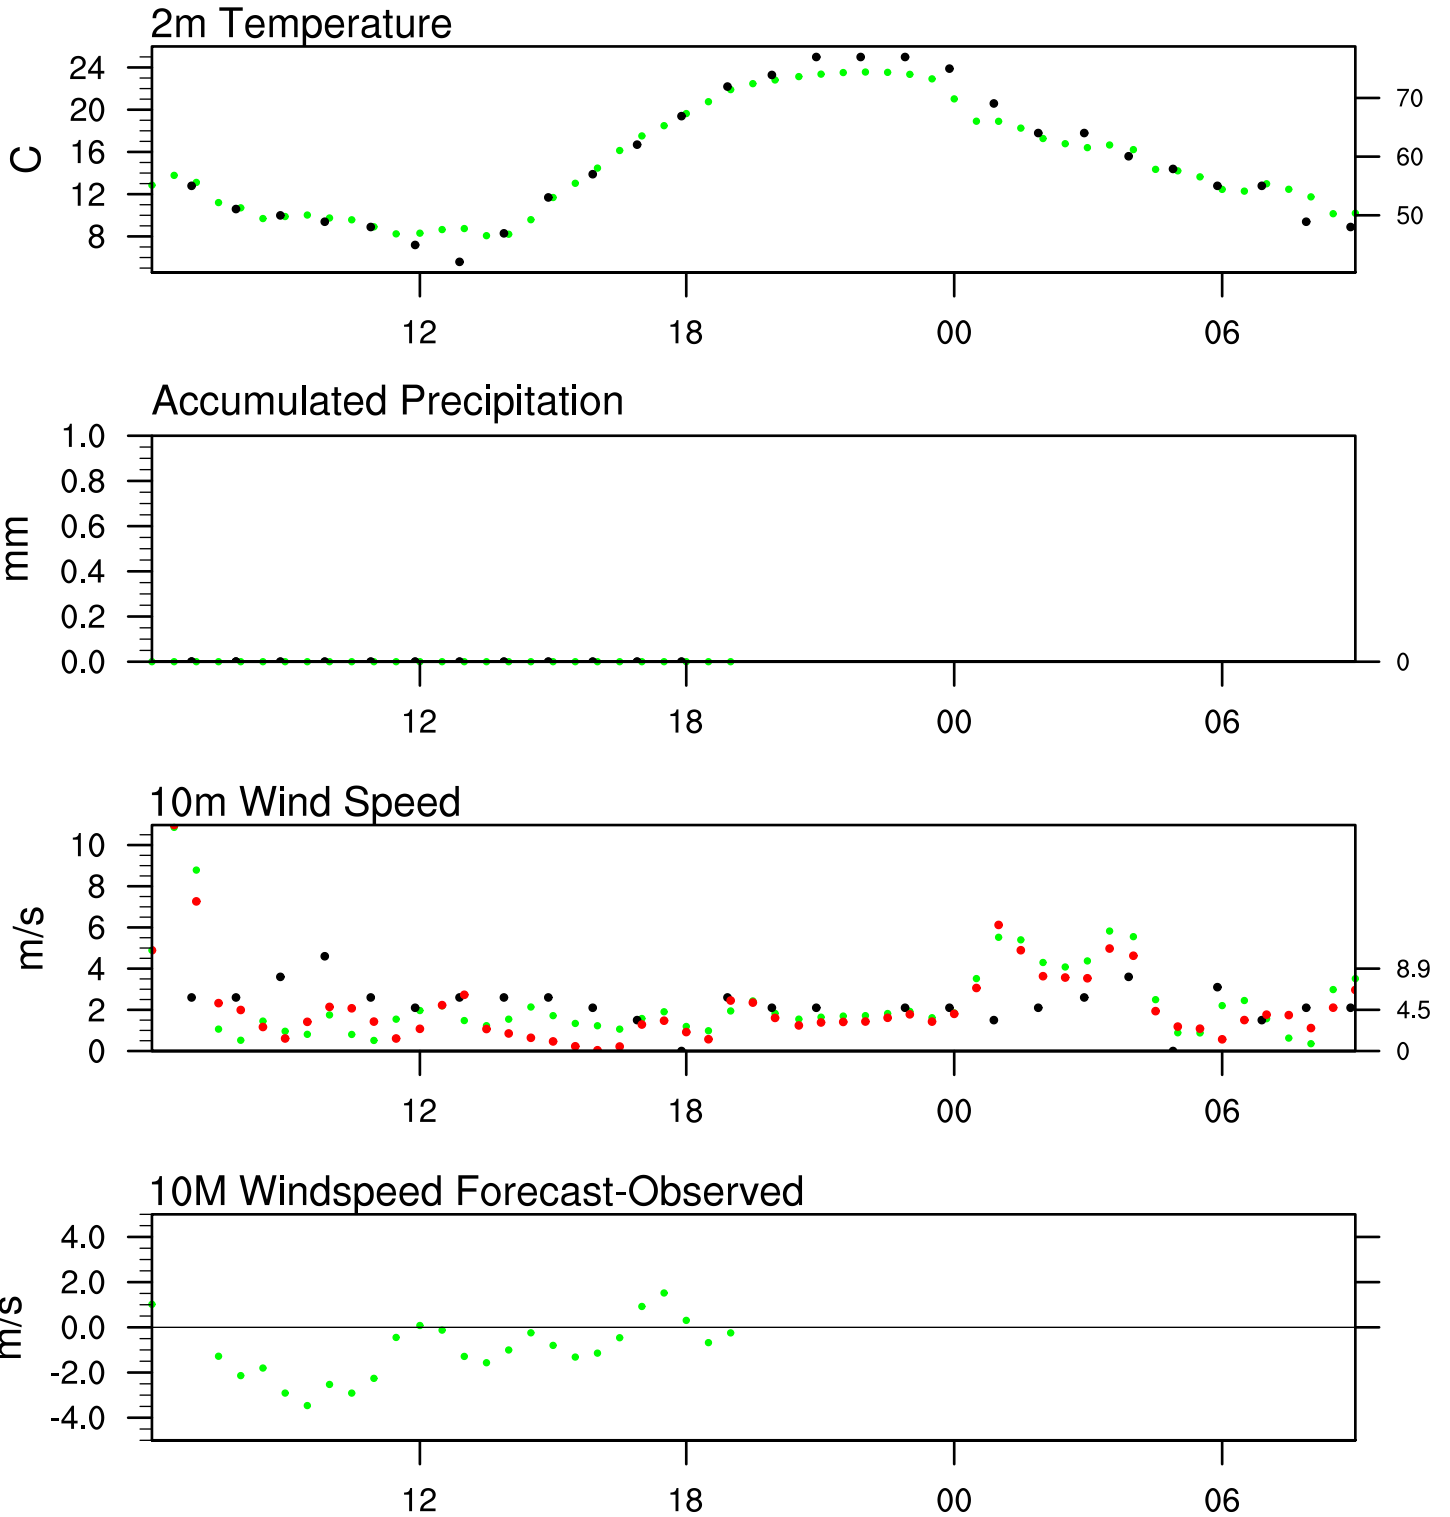 2m Temperature
24
20
16
12
8
C
70
60
50
12 18 00 06
Accumulated Precipitation
1.0
0.8
0.6
0.4
0.2
0.0
mm
0
12 18 00 06
10m Wind Speed
10
8
6
4
2
0
m/s
8.9
4.5
0
12 18 00 06
10M Windspeed Forecast-Observed
4.0
2.0
0.0
-2.0
-4.0
m/s
12 18 00 06